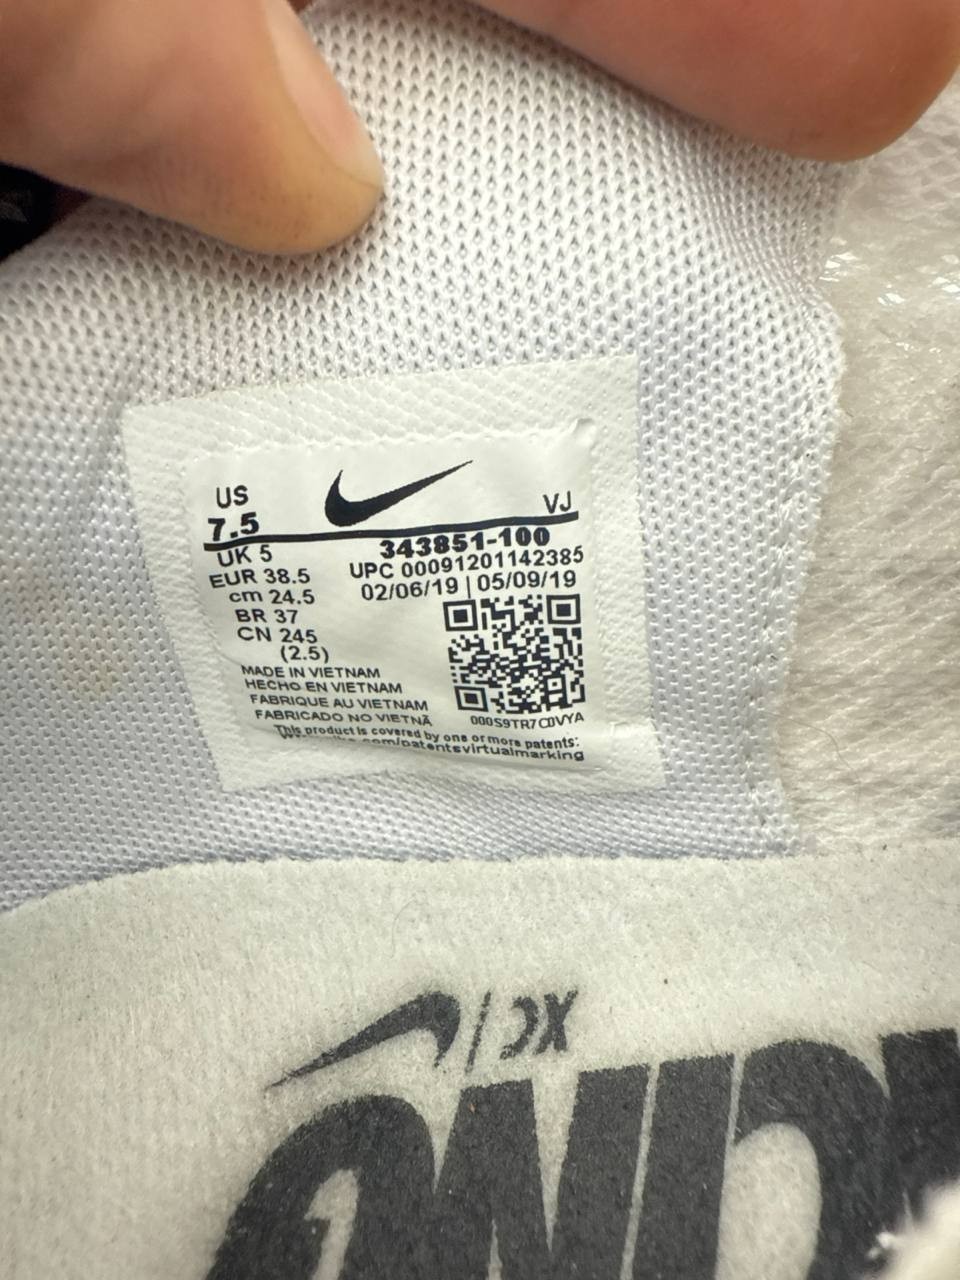 US
7.5
VJ
343851-100
UK 5
UPC 00091201142385
EUR 38.5
02/06/19 | 05/09/19
cm 24.5
BR 37
CN 245
(2.5)
MADE IN VIETNAM
HECHO EN VIETNAM
FABRIQUE AU VIETNAM
FABRICADO NO VIETNÃ
000S9TR7C0VYA
This product is covered by one or more patents:
.com/patentsvirtualmarking